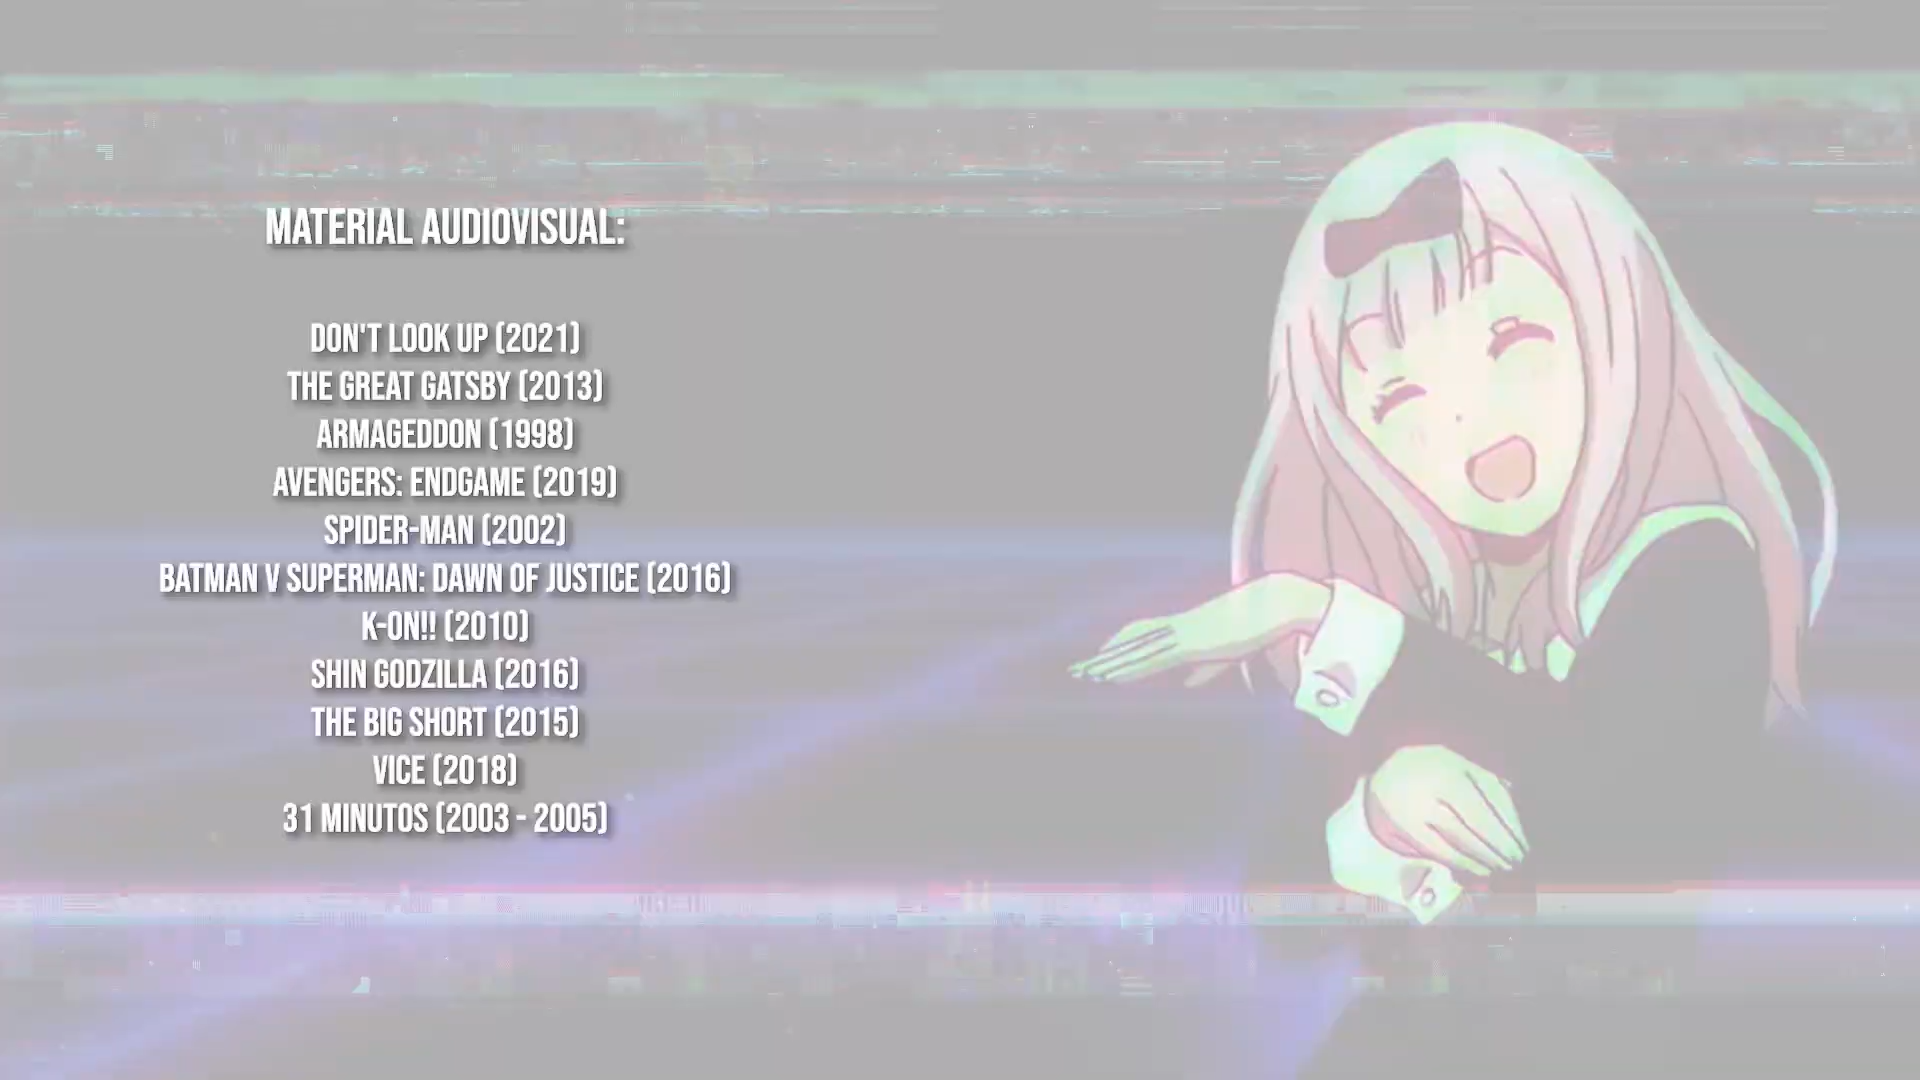 MATERIAL AUDIOVISUAL:
DON'T LOOK UP (2021)
THE GREAT GATSBY (2013)
ARMAGEDDON (1998)
AVENGERS: ENDGAME (2019)
SPIDER-MAN (2002)
BATMAN V SUPERMAN: DAWN OF JUSTICE (2016)
K-ON!! (2010)
SHIN GODZILLA (2016)
THE BIG SHORT (2015)
VICE (2018)
31 MINUTOS (2003 - 2005)